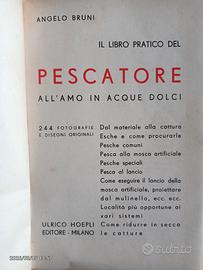 ANGELO BRUNI
IL LIBRO PRATICO DEL
PESCATORE
ALL'AMO IN ACQUE DOLCI
244 FOTOGRAFIE
E DISEGNI ORIGINALI
Dal materiale alla cattura
Esche e come procurarle
Pesche comuni
Pesca alla mosca artificiale
Pesche speciali
Pesca al lancio
Come eseguire il lancio della
mosca artificiale, proiettare
dal mulinello, ecc. ecc.
Località più opportune ai
vari sistemi
Come ridurre in secca
le catture
ULRICO HOEPLI
EDITORE - MILANO
subito